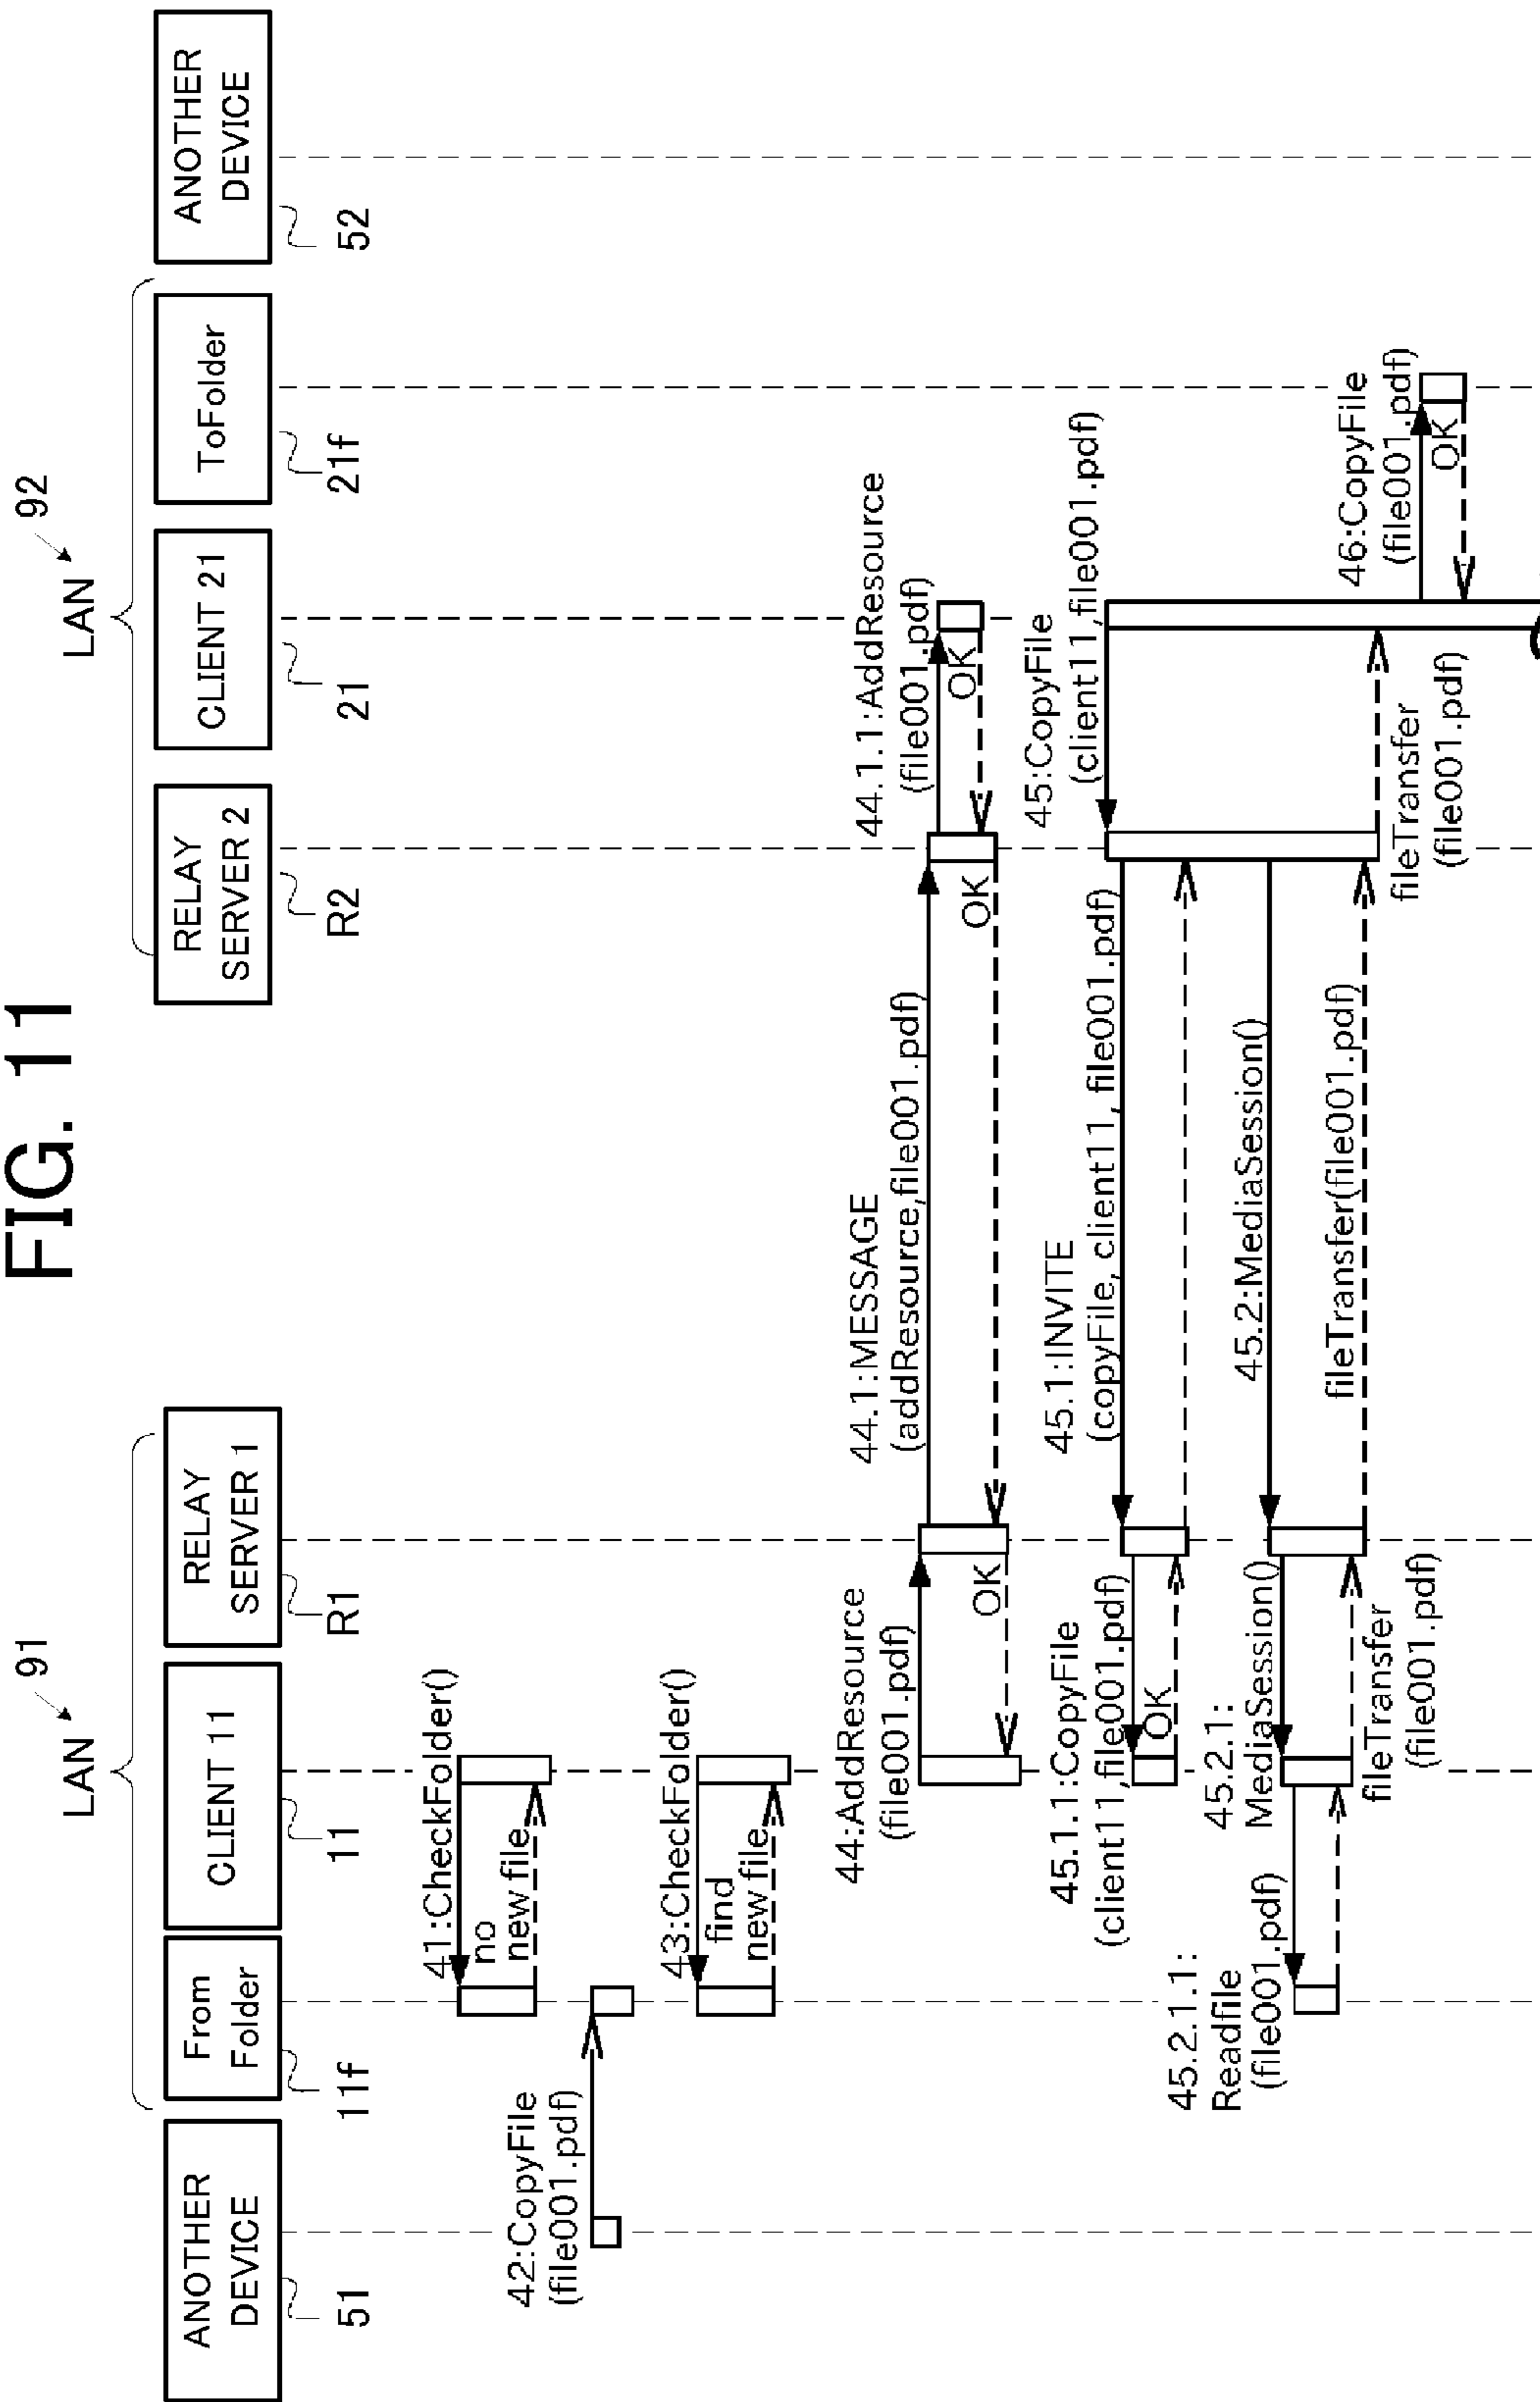 FIG. 11
LAN 91
LAN 92
ANOTHER
DEVICE
51
From
Folder
11f
CLIENT 11
11
RELAY
SERVER 1
R1
RELAY
SERVER 2
R2
CLIENT 21
21
ToFolder
21f
ANOTHER
DEVICE
52
41:CheckFolder()
no
new file
42:CopyFile
(file001.pdf)
43:CheckFolder()
find
new file
44:AddResource
(file001.pdf)
OK
44.1:MESSAGE
(addResource,file001.pdf)
OK
44.1.1:AddResource
(file001.pdf)
OK
45:CopyFile
(client11,file001.pdf)
45.1:INVITE
(copyFile, client11, file001.pdf)
45.1.1:CopyFile
(client11,file001.pdf)
OK
45.2:MediaSession()
45.2.1:
MediaSession()
45.2.1.1:
Readfile
(file001.pdf)
fileTransfer
(file001.pdf)
fileTransfer(file001.pdf)
fileTransfer
(file001.pdf)
46:CopyFile
(file001.pdf)
OK